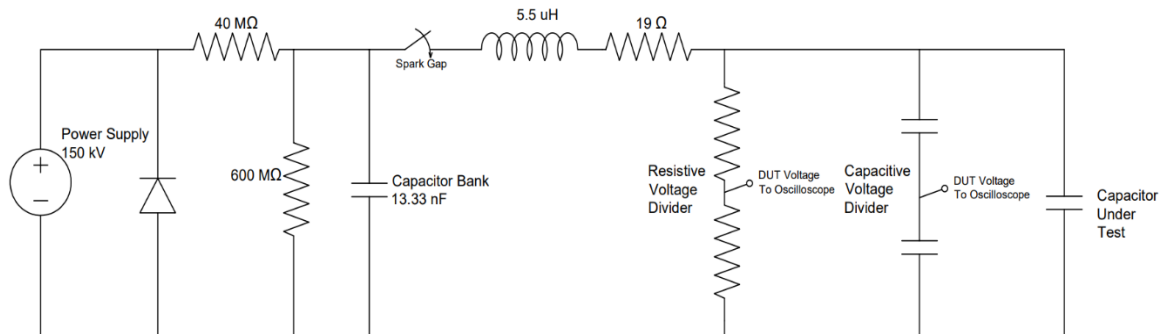 40 MΩ
5.5 uH
19 Ω
Spark Gap
+
−
Power Supply
150 kV
600 MΩ
Capacitor Bank
13.33 nF
Resistive
Voltage
Divider
DUT Voltage
To Oscilloscope
Capacitive
Voltage
Divider
DUT Voltage
To Oscilloscope
Capacitor
Under
Test